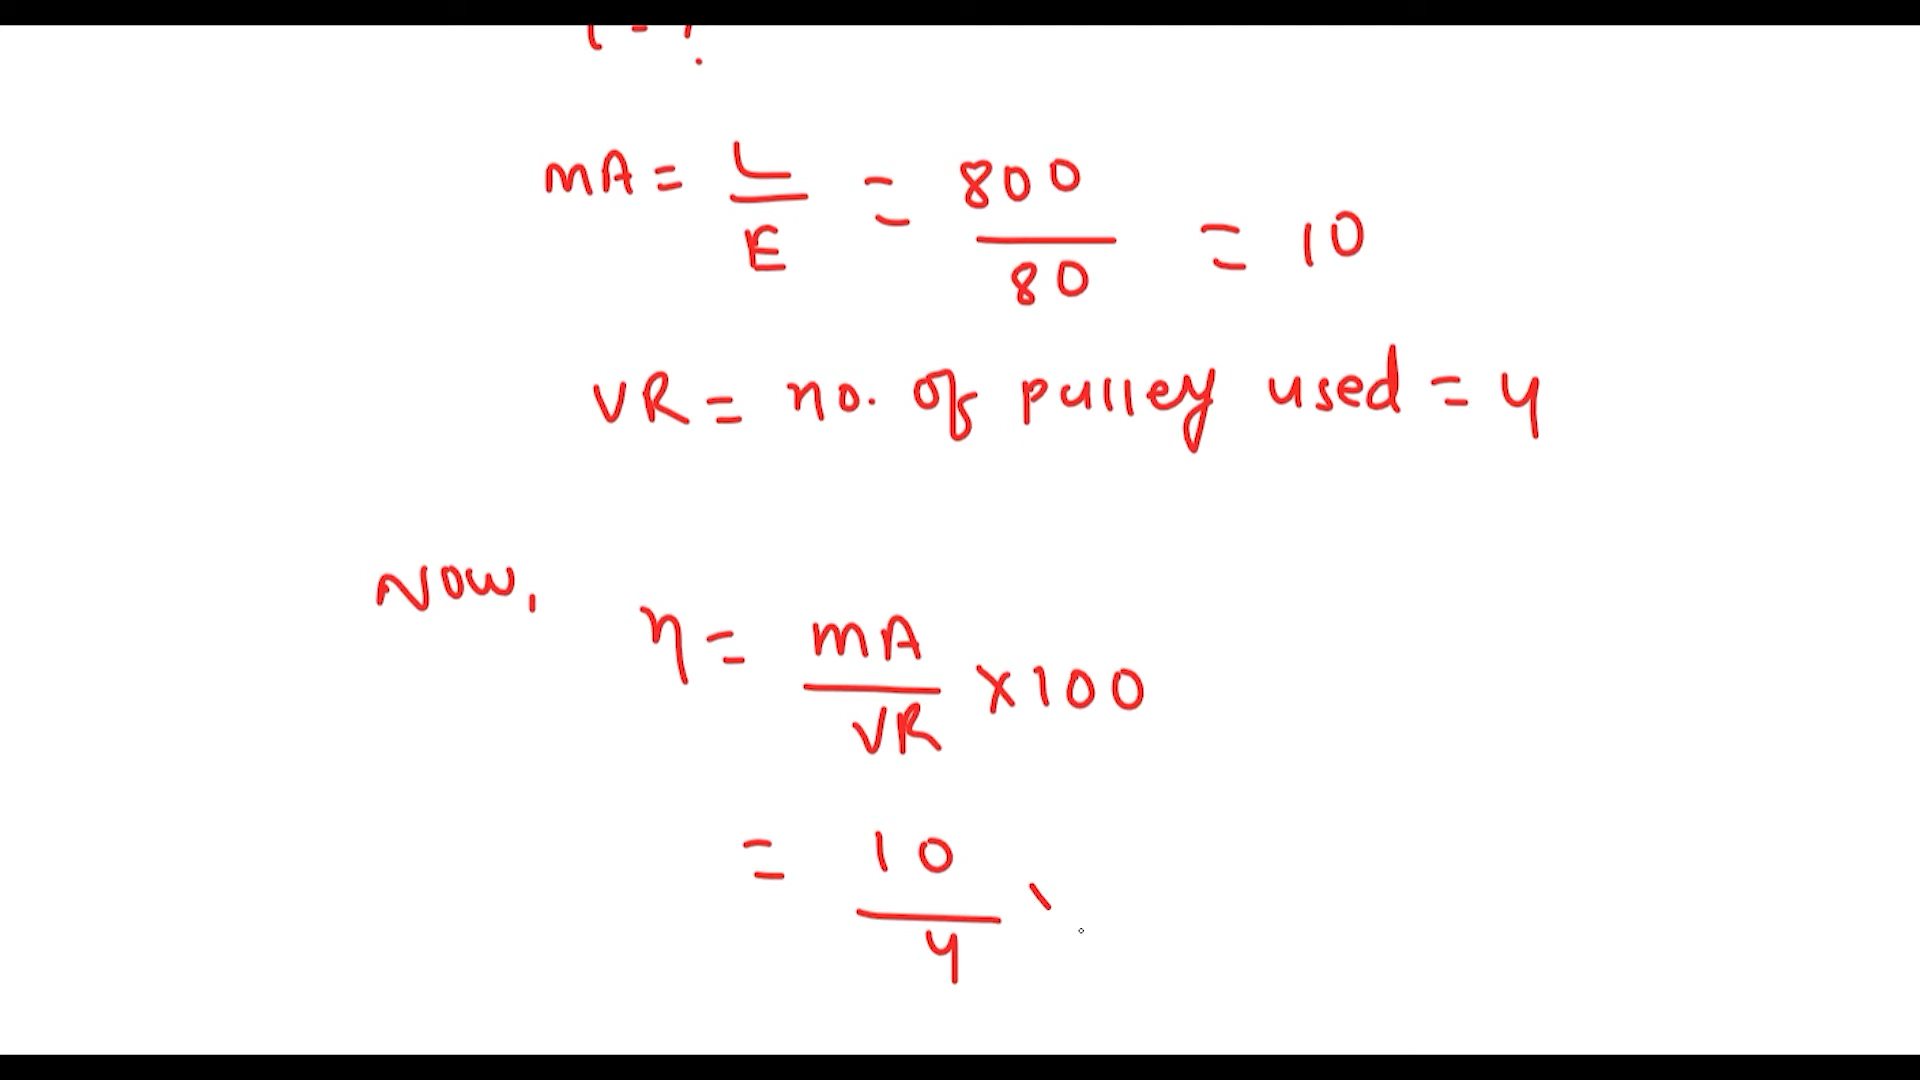 MA = L/E = 800/80 = 10
VR = no. of pulley used = 4
Now, η = MA/VR × 100
= 10/4